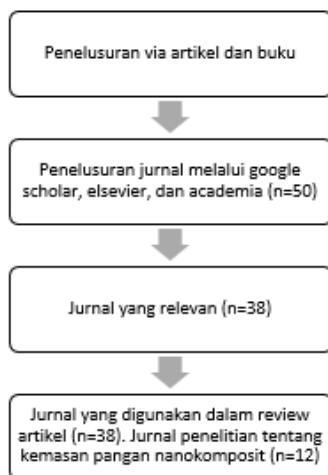 Penelusuran via artikel dan buku
Penelusuran jurnal melalui google
scholar, elsevier, dan academia (n=50)
Jurnal yang relevan (n=38)
Jurnal yang digunakan dalam review
artikel (n=38). Jurnal penelitian tentang
kemasan pangan nanokomposit (n=12)